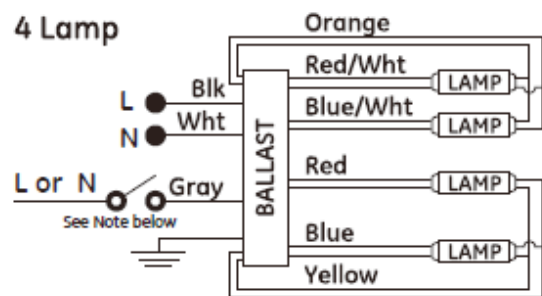 4 Lamp
Orange
Red/Wht
LAMP
L
Blk
Blue/Wht
LAMP
N
Wht
BALLAST
L or N
Gray
Red
LAMP
See Note below
Blue
LAMP
Yellow